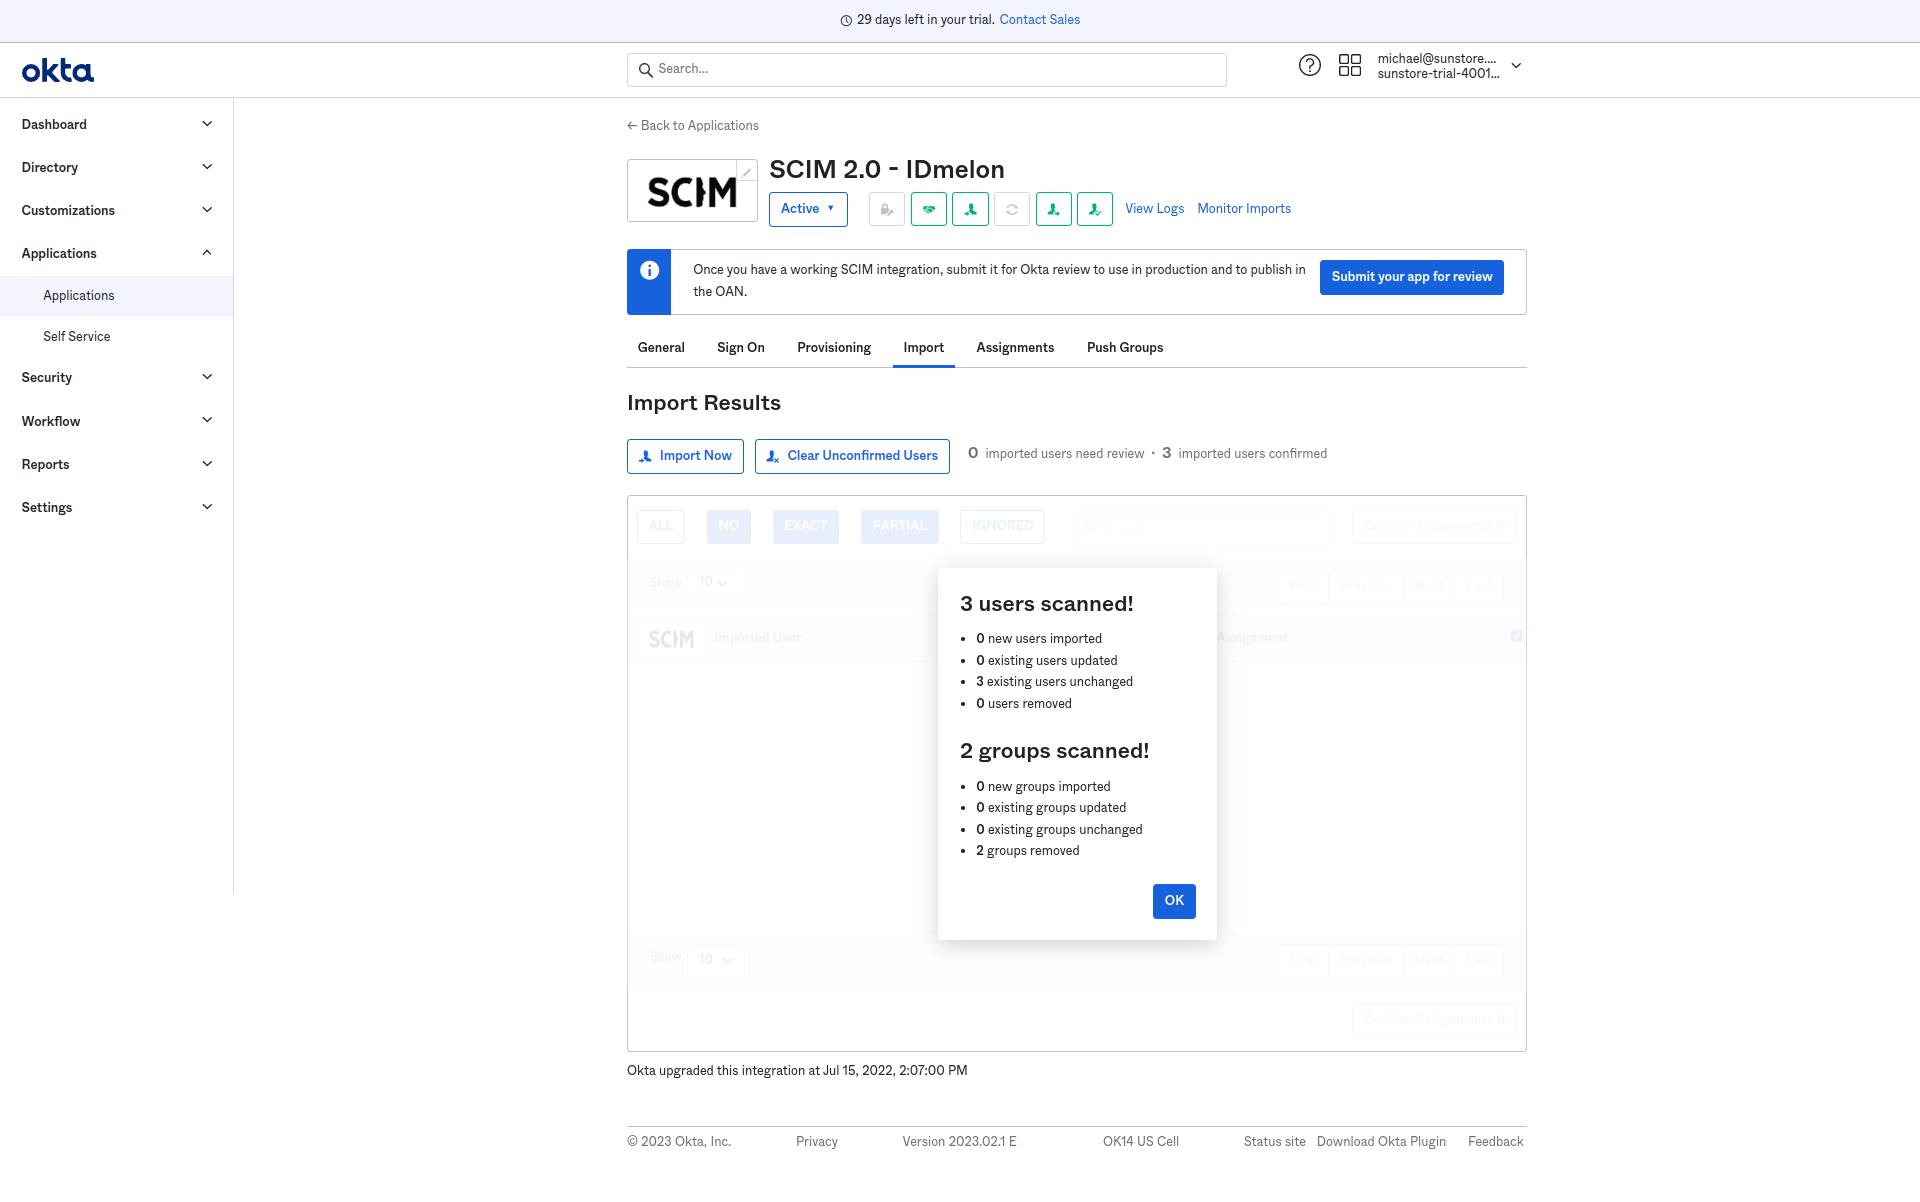 29 days left in your trial. Contact Sales
okta
Search...
michael@sunstore....
sunstore-trial-4001...
Dashboard
Directory
Customizations
Applications
Applications
Self Service
Security
Workflow
Reports
Settings
← Back to Applications
SCIM
SCIM 2.0 - IDmelon
Active
View Logs
Monitor Imports
Once you have a working SCIM integration, submit it for Okta review to use in production and to publish in
the OAN.
Submit your app for review
General
Sign On
Provisioning
Import
Assignments
Push Groups
Import Results
Import Now
Clear Unconfirmed Users
0 imported users need review · 3 imported users confirmed
ALL
NO
EXACT
PARTIAL
IGNORED
Search
Confirm Assignments 0
Show 10
First Previous Next Last
SCIM
Imported User
Assignment
3 users scanned!
• 0 new users imported
• 0 existing users updated
• 3 existing users unchanged
• 0 users removed
2 groups scanned!
• 0 new groups imported
• 0 existing groups updated
• 0 existing groups unchanged
• 2 groups removed
OK
Show 10
First Previous Next Last
Confirm Assignments 0
Okta upgraded this integration at Jul 15, 2022, 2:07:00 PM
© 2023 Okta, Inc.
Privacy
Version 2023.02.1 E
OK14 US Cell
Status site
Download Okta Plugin
Feedback